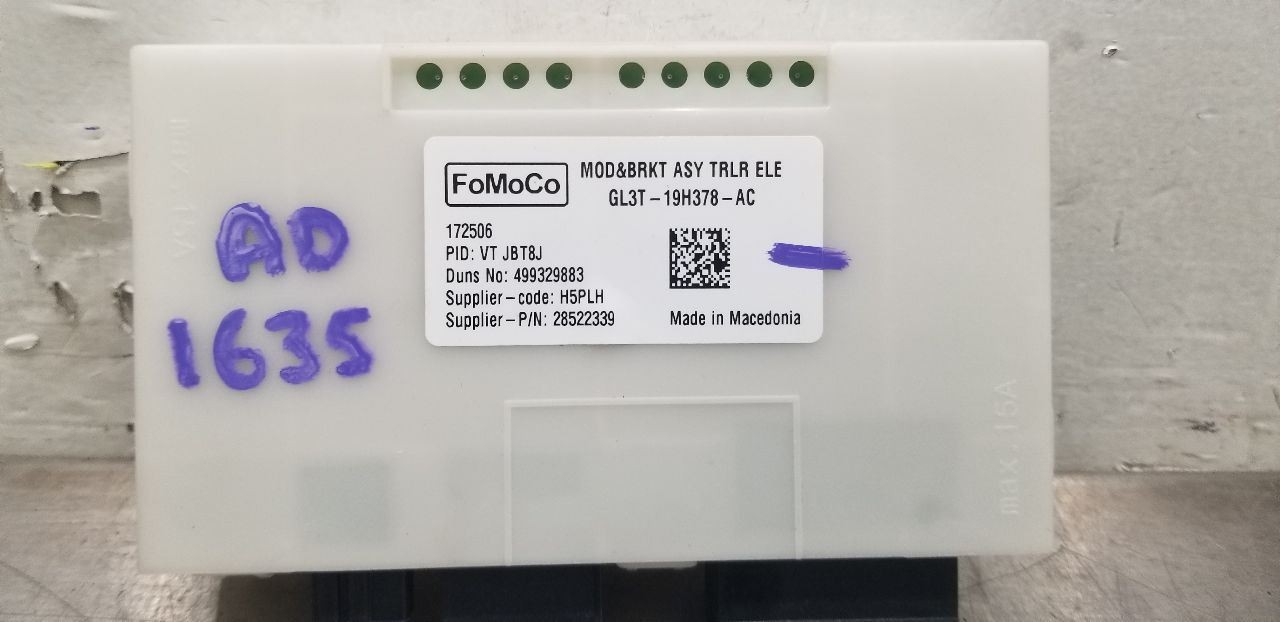 FoMoCo
MOD&BRKT ASY TRLR ELE
GL3T-19H378-AC
172506
PID: VT JBT8J
Duns No: 499329883
Supplier-code: H5PLH
Supplier-P/N: 28522339
Made in Macedonia
AD
1635
max. 15A
max. 15A